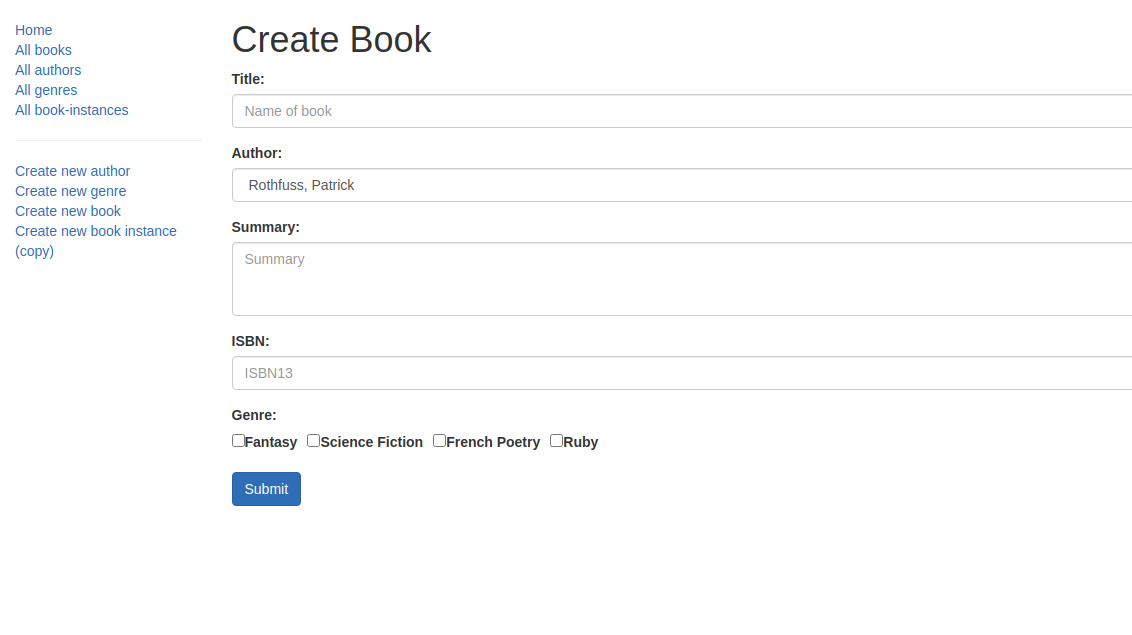 Home
All books
All authors
All genres
All book-instances
Create new author
Create new genre
Create new book
Create new book instance
(copy)
Create Book
Title:
Name of book
Author:
Rothfuss, Patrick
Summary:
Summary
ISBN:
ISBN13
Genre:
Fantasy Science Fiction French Poetry Ruby
Submit